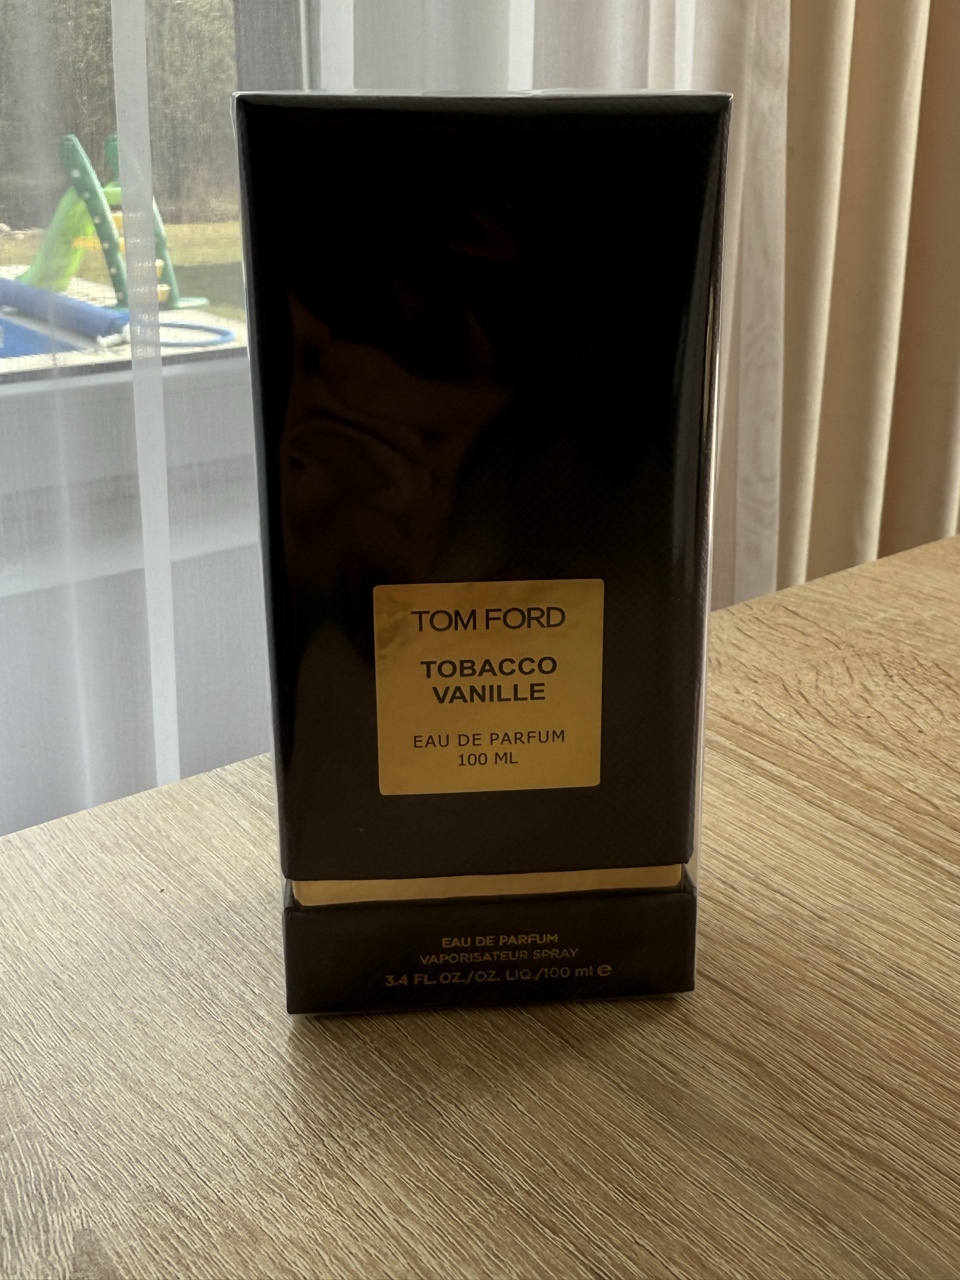 TOM FORD
TOBACCO
VANILLE
EAU DE PARFUM
100 ML
EAU DE PARFUM
VAPORISATEUR SPRAY
3.4 FL. OZ./OZ. LIQ./100 ml ℮